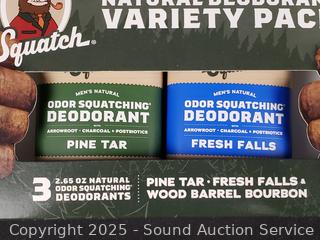 NATURAL DEODORANT
VARIETY PACK
Squatch®
MEN'S NATURAL
ODOR SQUATCHING®
DEODORANT
WITH
ARROWROOT · CHARCOAL + POSTBIOTICS
PINE TAR
MEN'S NATURAL
ODOR SQUATCHING®
DEODORANT
WITH
ARROWROOT · CHARCOAL + POSTBIOTICS
FRESH FALLS
3 2.65 OZ NATURAL
ODOR SQUATCHING®
DEODORANTS
PINE TAR · FRESH FALLS &
WOOD BARREL BOURBON
Copyright 2025 - Sound Auction Service